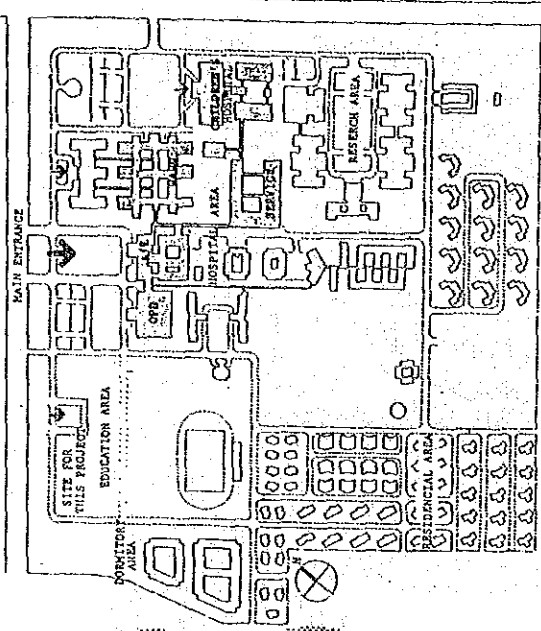 MAIN ENTRANCE
CHILDREN'S
HOSPITAL
RESERCH AREA
SERVICE
HOSPITAL AREA
OPD
SITE FOR
THIS PROJECT
EDUCATION AREA
DORMITORY
AREA
RESIDENCIAL AREA
N